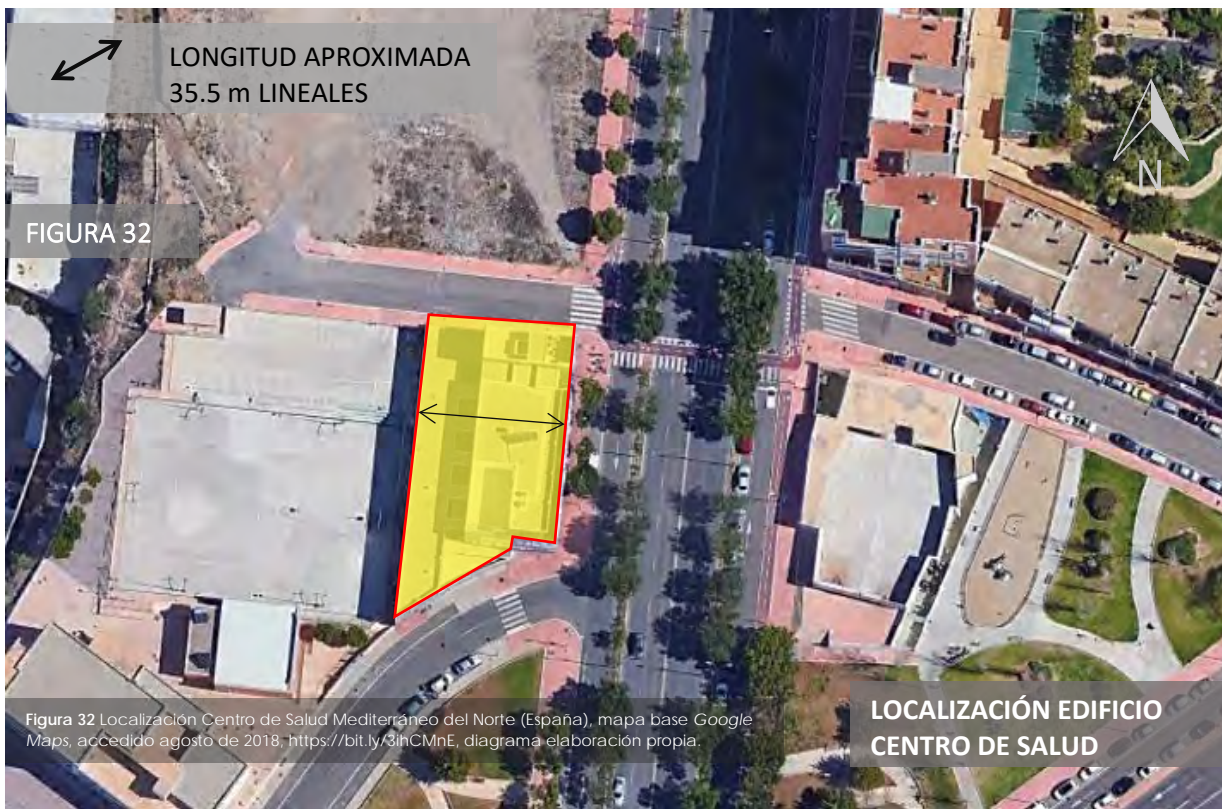 LONGITUD APROXIMADA
35.5 m LINEALES
N
FIGURA 32
Figura 32 Localización Centro de Salud Mediterráneo del Norte (España), mapa base Google
Maps, accedido agosto de 2018, https://bit.ly/3ihCMnE, diagrama elaboración propia.
LOCALIZACIÓN EDIFICIO
CENTRO DE SALUD